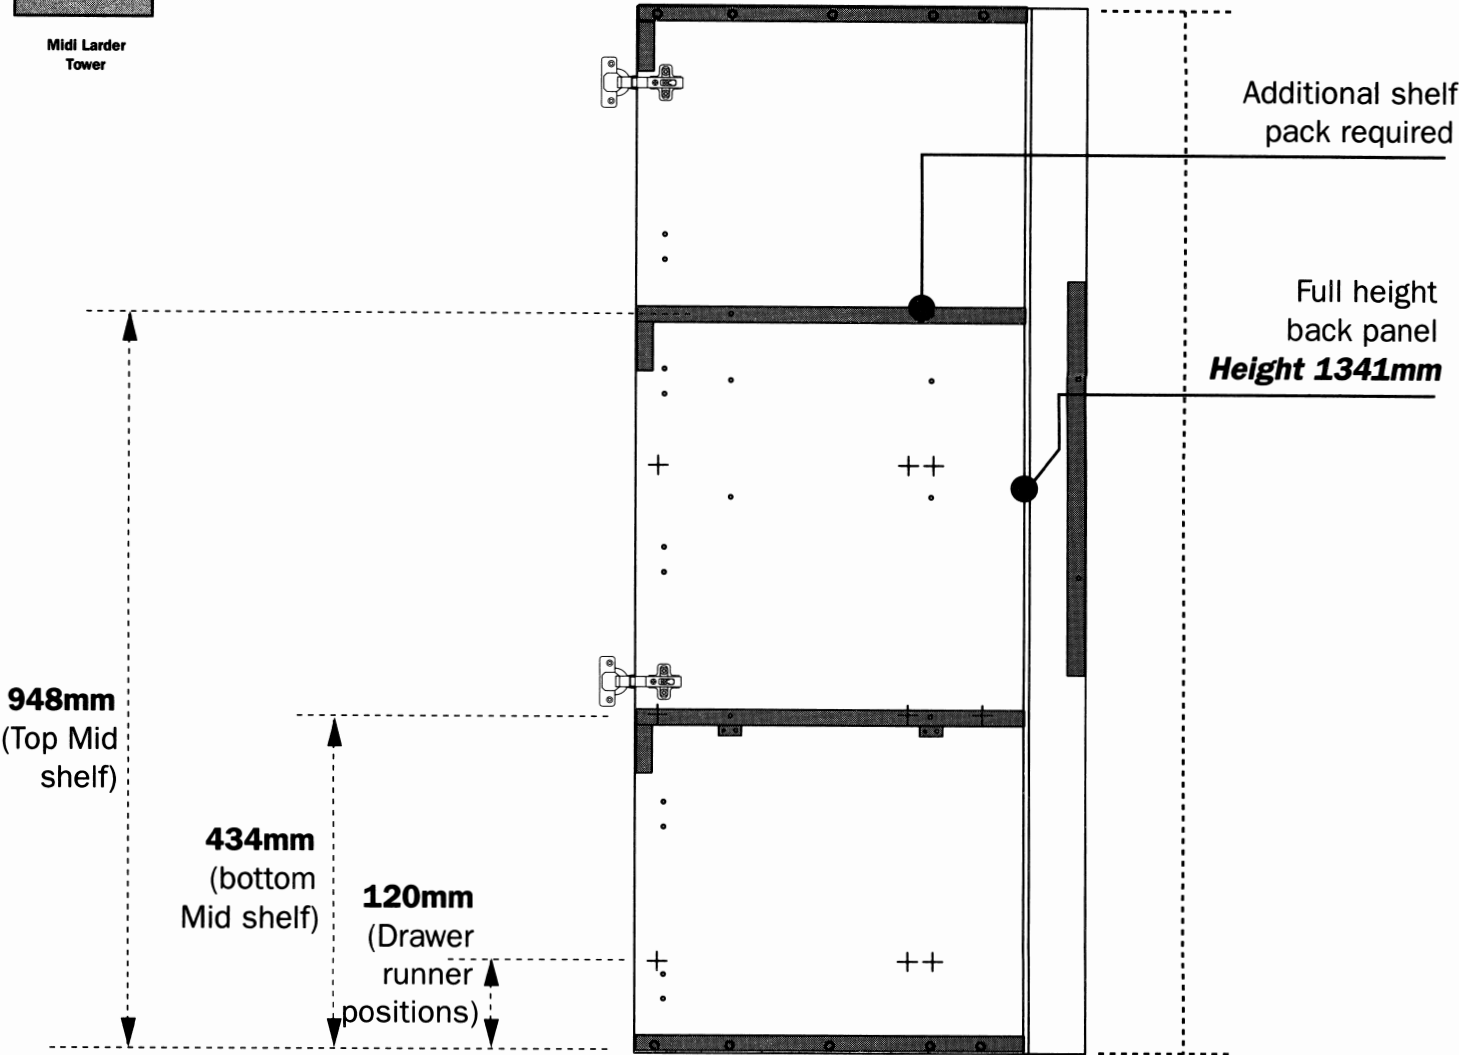 Midi Larder
Tower
Additional shelf
pack required
Full height
back panel
Height 1341mm
948mm
(Top Mid
shelf)
434mm
(bottom
Mid shelf)
120mm
(Drawer
runner
positions)